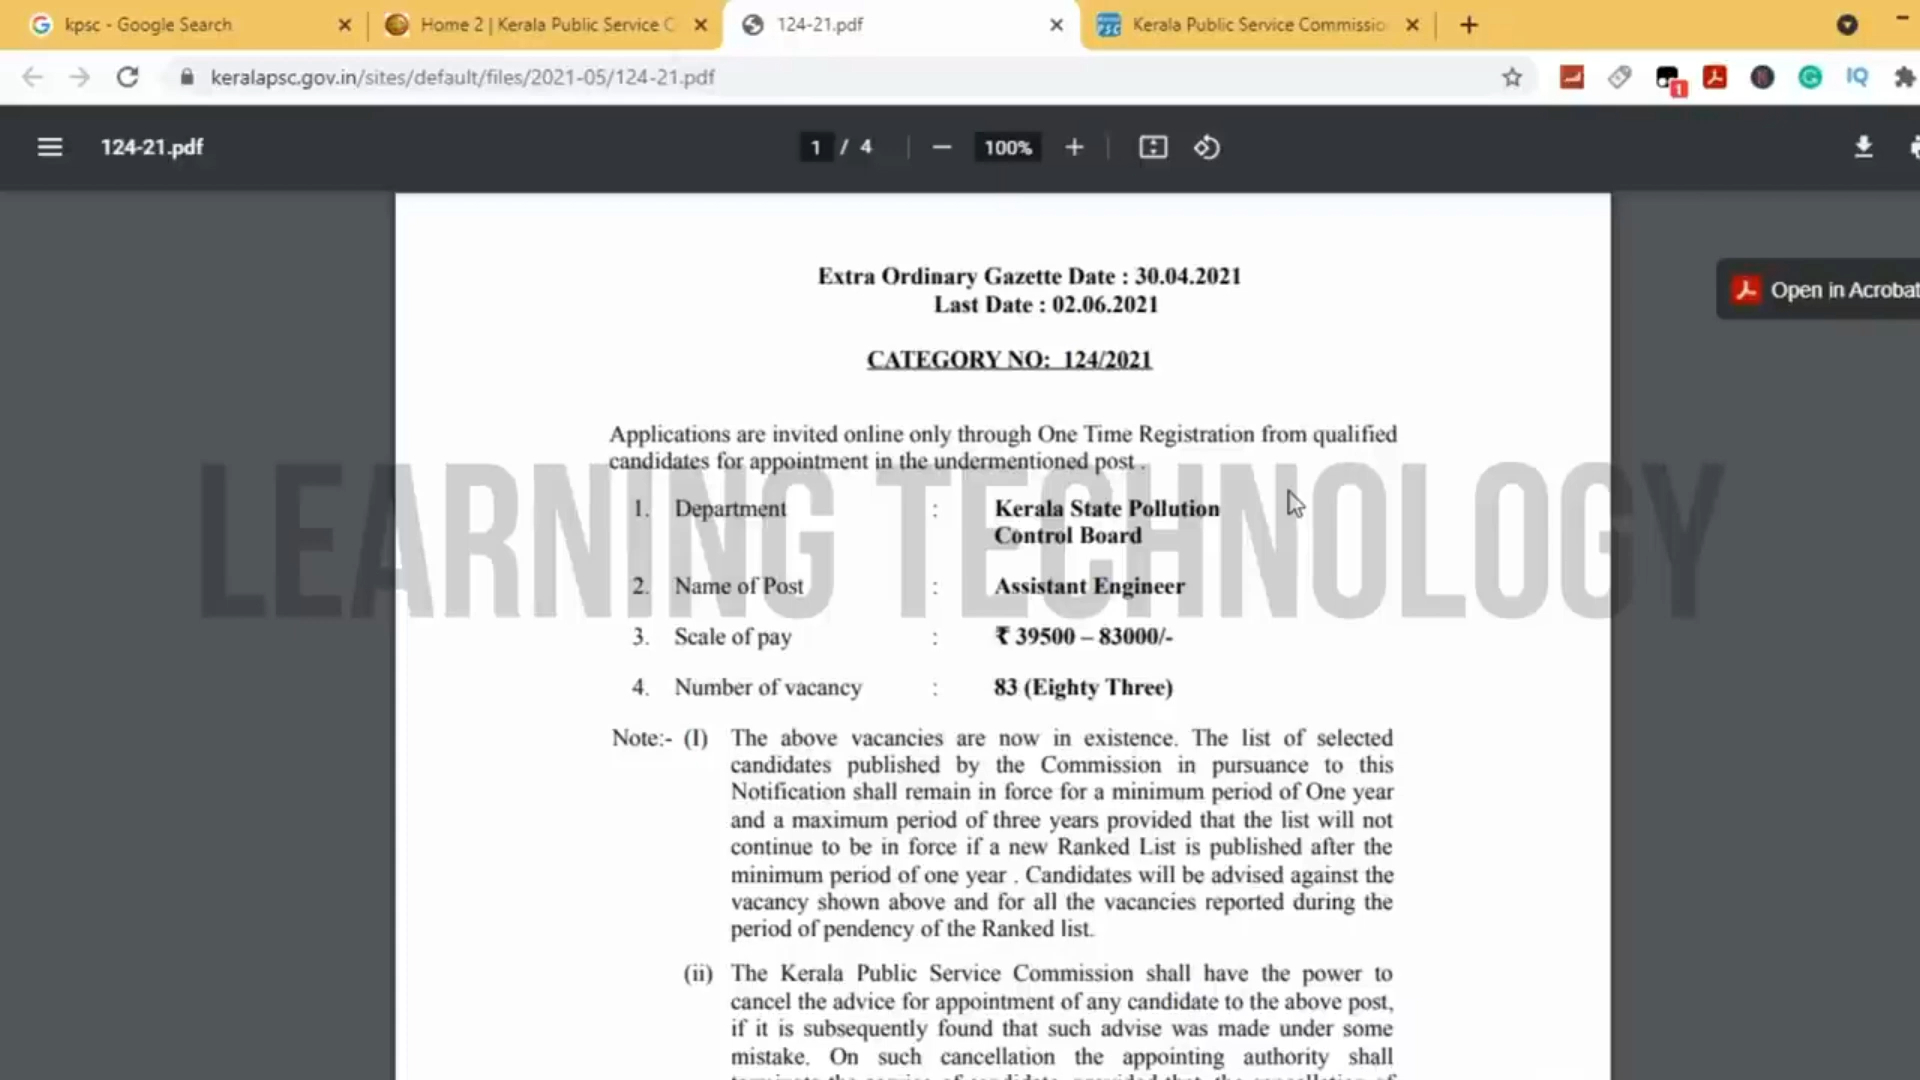 kpsc - Google Search
Home 2 | Kerala Public Service C
124-21.pdf
Kerala Public Service Commissio
keralapsc.gov.in/sites/default/files/2021-05/124-21.pdf
1
IQ
124-21.pdf
1 / 4
100%
Open in Acrobat
Extra Ordinary Gazette Date : 30.04.2021
Last Date : 02.06.2021
CATEGORY NO: 124/2021
Applications are invited online only through One Time Registration from qualified
candidates for appointment in the undermentioned post .
LEARNING TECHNOLOGY
1. Department : Kerala State Pollution
Control Board
2. Name of Post : Assistant Engineer
3. Scale of pay : ₹ 39500 – 83000/-
4. Number of vacancy : 83 (Eighty Three)
Note:- (I) The above vacancies are now in existence. The list of selected
candidates published by the Commission in pursuance to this
Notification shall remain in force for a minimum period of One year
and a maximum period of three years provided that the list will not
continue to be in force if a new Ranked List is published after the
minimum period of one year . Candidates will be advised against the
vacancy shown above and for all the vacancies reported during the
period of pendency of the Ranked list.
(ii) The Kerala Public Service Commission shall have the power to
cancel the advice for appointment of any candidate to the above post,
if it is subsequently found that such advise was made under some
mistake. On such cancellation the appointing authority shall